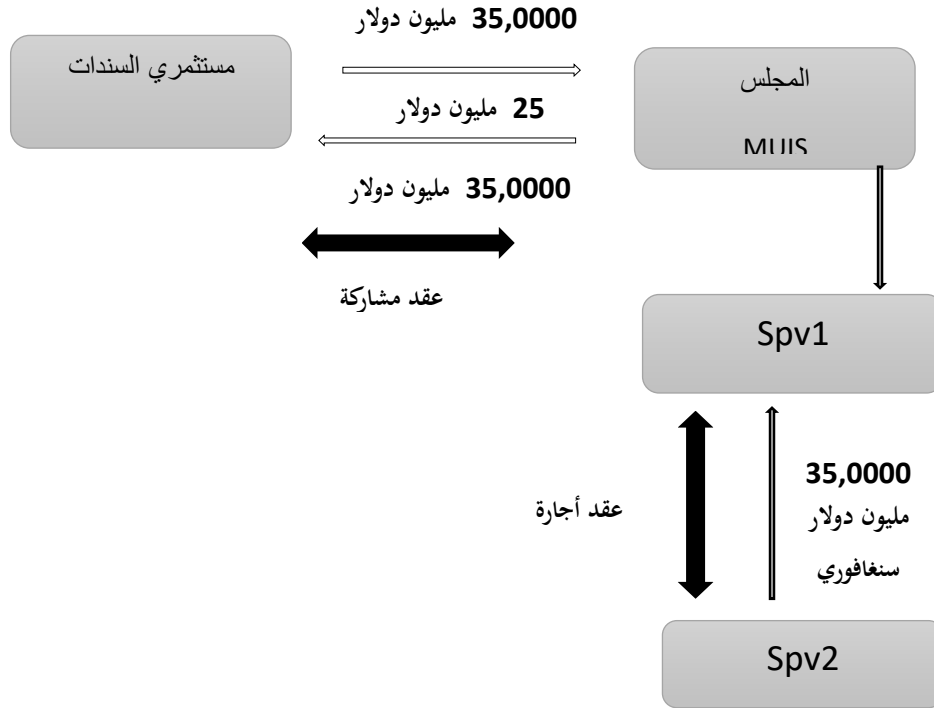 35,0000 مليون دولار
مستثمري السندات
المجلس
MUIS
25 مليون دولار
35,0000 مليون دولار
عقد مشاركة
Spv1
عقد أجارة
35,0000
مليون دولار
سنغافوري
Spv2